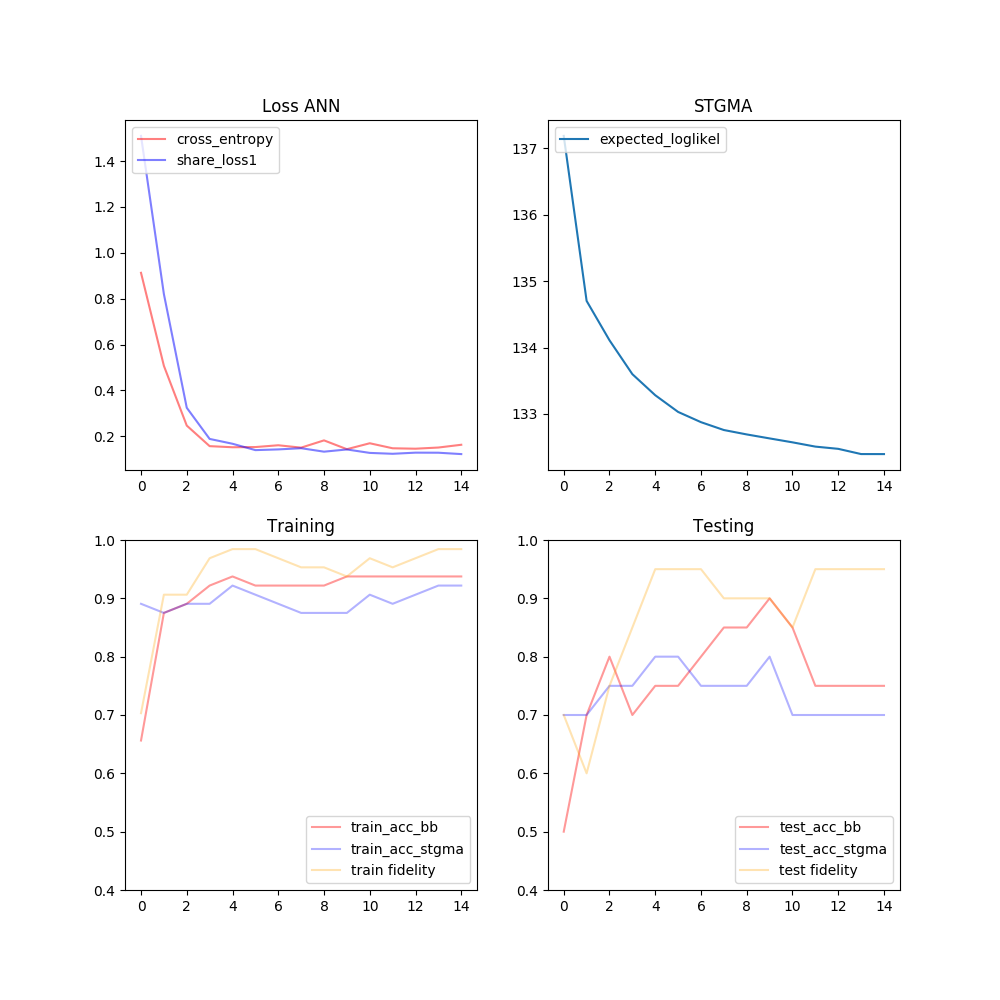 Loss ANN
cross_entropy
share_loss1
1.4
1.2
1.0
0.8
0.6
0.4
0.2
0 2 4 6 8 10 12 14
STGMA
expected_loglikel
137
136
135
134
133
0 2 4 6 8 10 12 14
Training
1.0
0.9
0.8
0.7
0.6
0.5
0.4
train_acc_bb
train_acc_stgma
train fidelity
0 2 4 6 8 10 12 14
Testing
1.0
0.9
0.8
0.7
0.6
0.5
0.4
test_acc_bb
test_acc_stgma
test fidelity
0 2 4 6 8 10 12 14